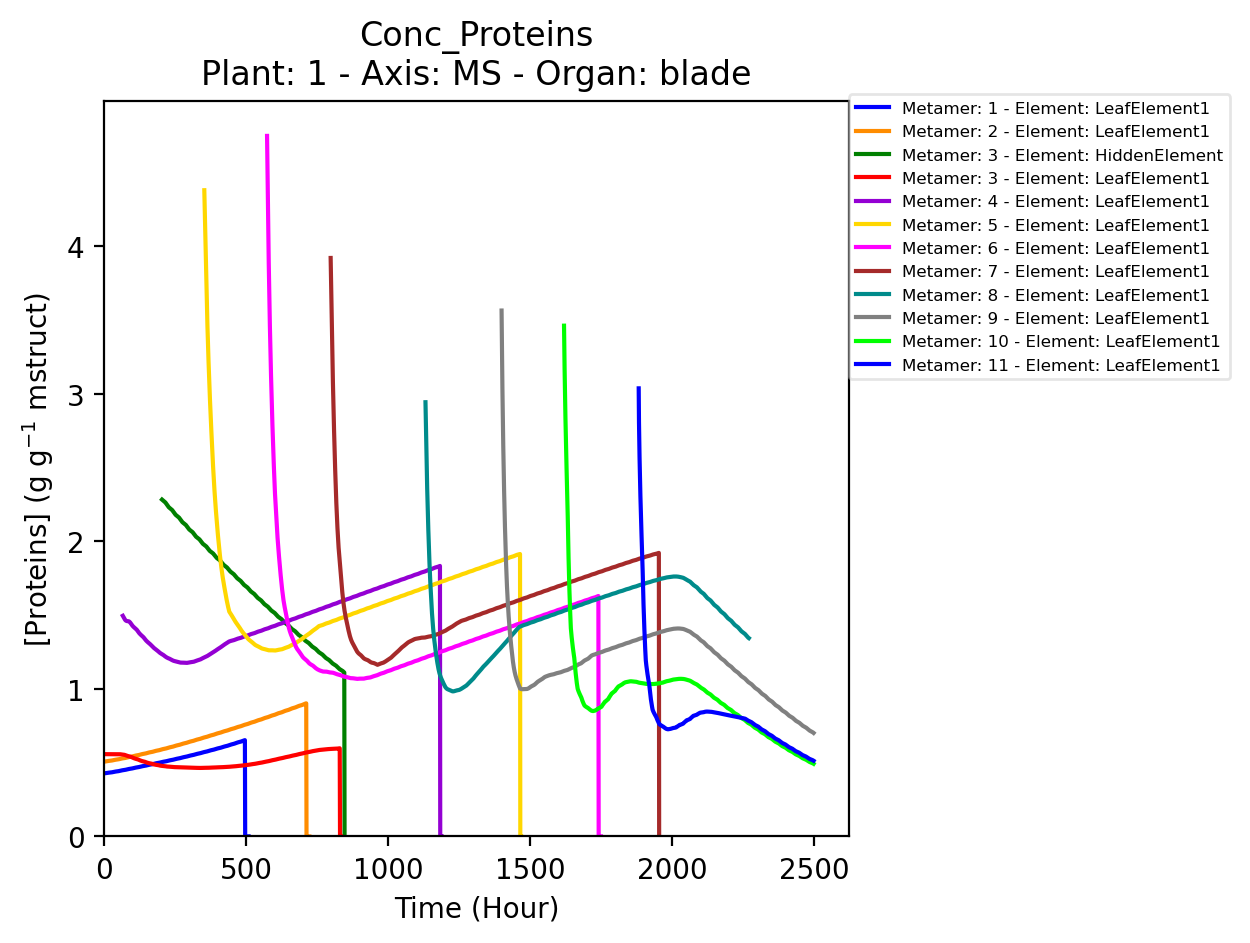 Conc_Proteins
Plant: 1 - Axis: MS - Organ: blade
Metamer: 1 - Element: LeafElement1
Metamer: 2 - Element: LeafElement1
Metamer: 3 - Element: HiddenElement
Metamer: 3 - Element: LeafElement1
Metamer: 4 - Element: LeafElement1
Metamer: 5 - Element: LeafElement1
Metamer: 6 - Element: LeafElement1
Metamer: 7 - Element: LeafElement1
Metamer: 8 - Element: LeafElement1
Metamer: 9 - Element: LeafElement1
Metamer: 10 - Element: LeafElement1
Metamer: 11 - Element: LeafElement1
[Proteins] (g g⁻¹ mstruct)
4
3
2
1
0
0 500 1000 1500 2000 2500
Time (Hour)